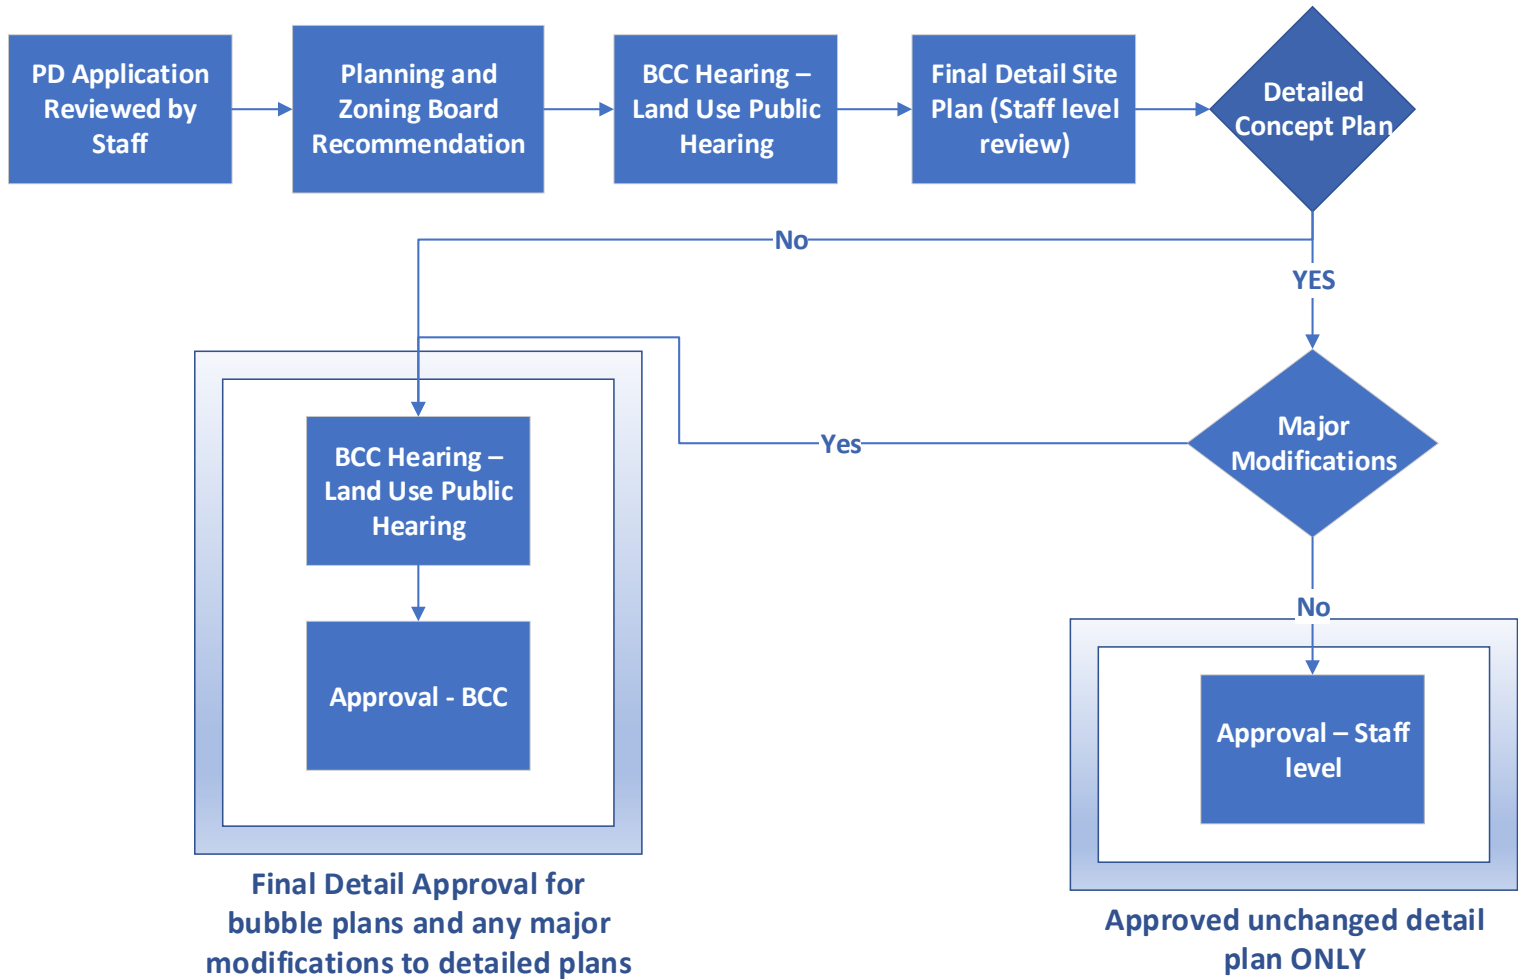 PD Application
Reviewed by
Staff
Planning and
Zoning Board
Recommendation
BCC Hearing –
Land Use Public
Hearing
Final Detail Site
Plan (Staff level
review)
Detailed
Concept Plan
No
YES
Major
Modifications
Yes
BCC Hearing –
Land Use Public
Hearing
Approval - BCC
No
Approval – Staff
level
Final Detail Approval for
bubble plans and any major
modifications to detailed plans
Approved unchanged detail
plan ONLY